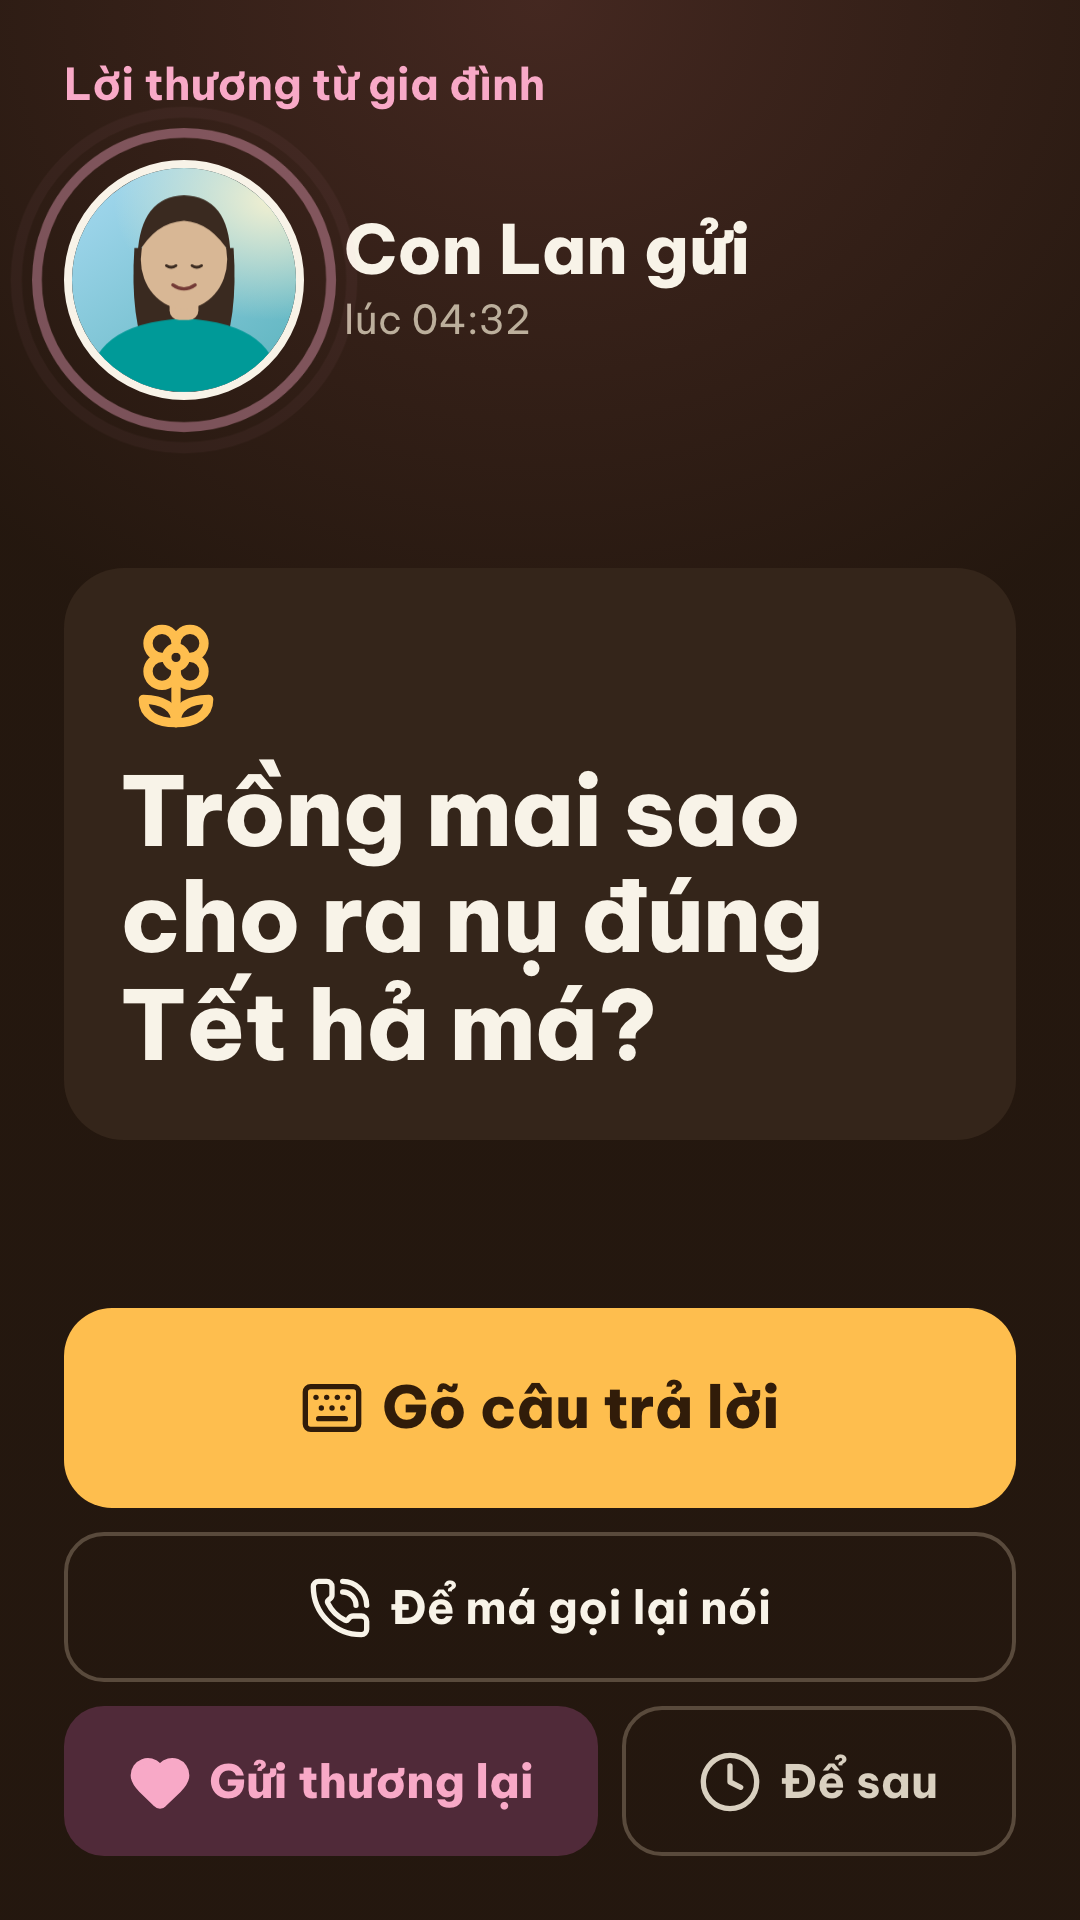 Lời thương từ gia đình
Con Lan gửi
lúc 04:32
Trồng mai sao
cho ra nụ đúng
Tết hả má?
Gõ câu trả lời
Để má gọi lại nói
Gửi thương lại
Để sau